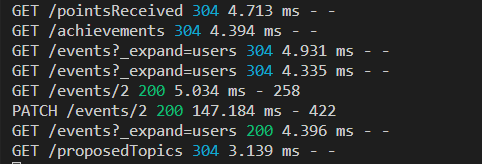 GET /pointsReceived 304 4.713 ms - -
GET /achievements 304 4.394 ms - -
GET /events?_expand=users 304 4.931 ms - -
GET /events?_expand=users 304 4.335 ms - -
GET /events/2 200 5.034 ms - 258
PATCH /events/2 200 147.184 ms - 422
GET /events?_expand=users 200 4.396 ms - -
GET /proposedTopics 304 3.139 ms - -